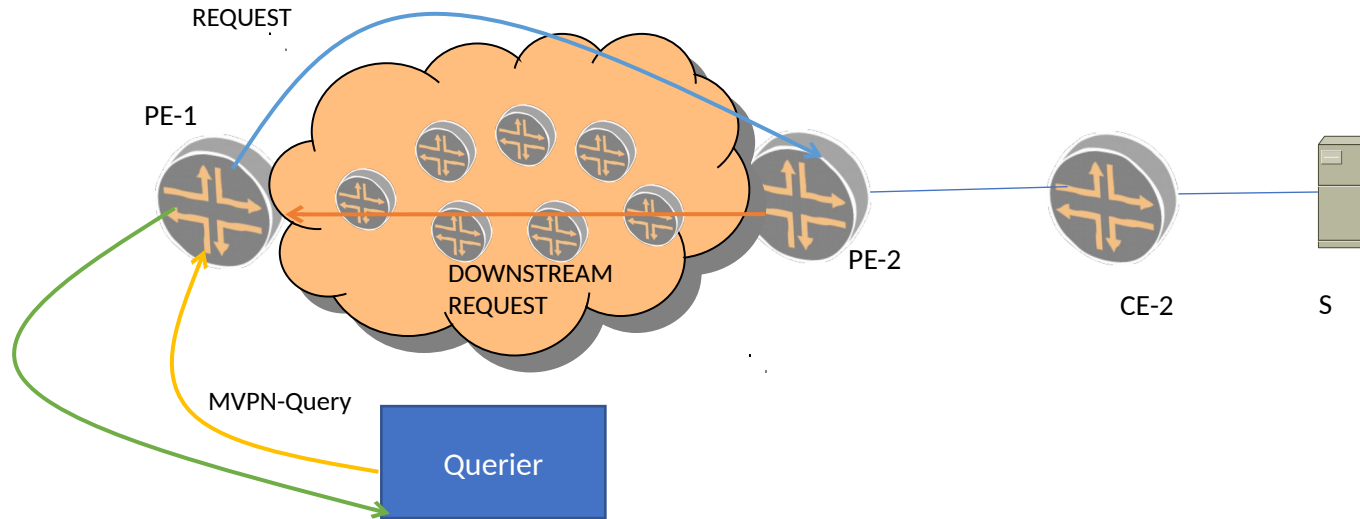 REQUEST
PE-1
PE-2
DOWNSTREAM
REQUEST
CE-2
S
MVPN-Query
Querier